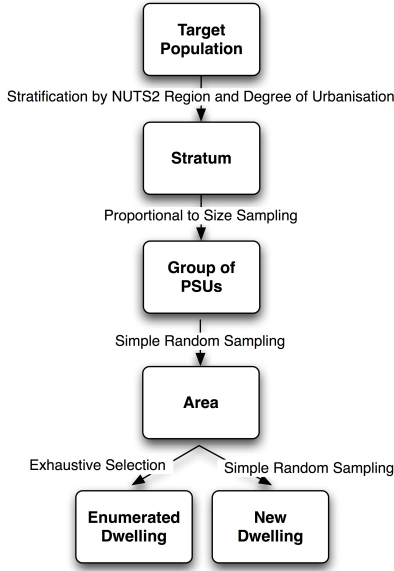 Target
Population
Stratification by NUTS2 Region and Degree of Urbanisation
Stratum
Proportional to Size Sampling
Group of
PSUs
Simple Random Sampling
Area
Exhaustive Selection
Simple Random Sampling
Enumerated
Dwelling
New
Dwelling